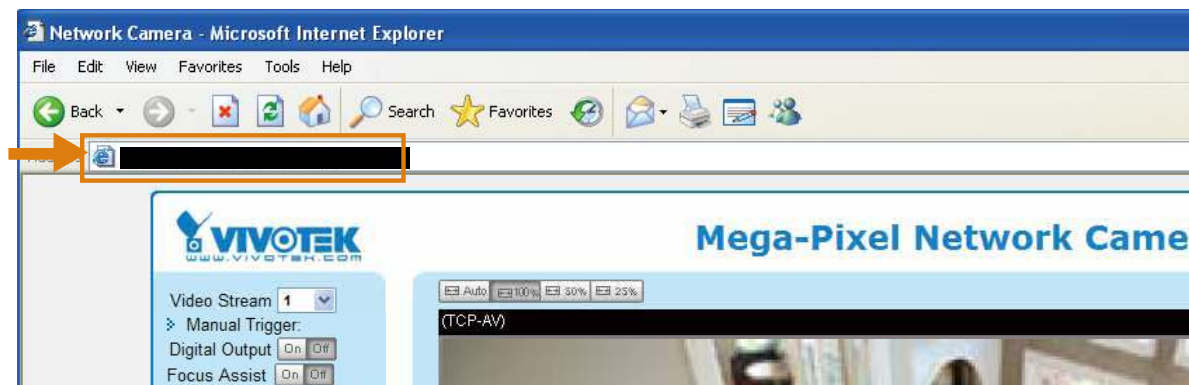 Network Camera - Microsoft Internet Explorer
File Edit View Favorites Tools Help
Back Search Favorites
VIVOTEK
www.vivotek.com
Mega-Pixel Network Came
Auto 100% 50% 25%
Video Stream 1
(TCP-AV)
Manual Trigger:
Digital Output On Off
Focus Assist On Off